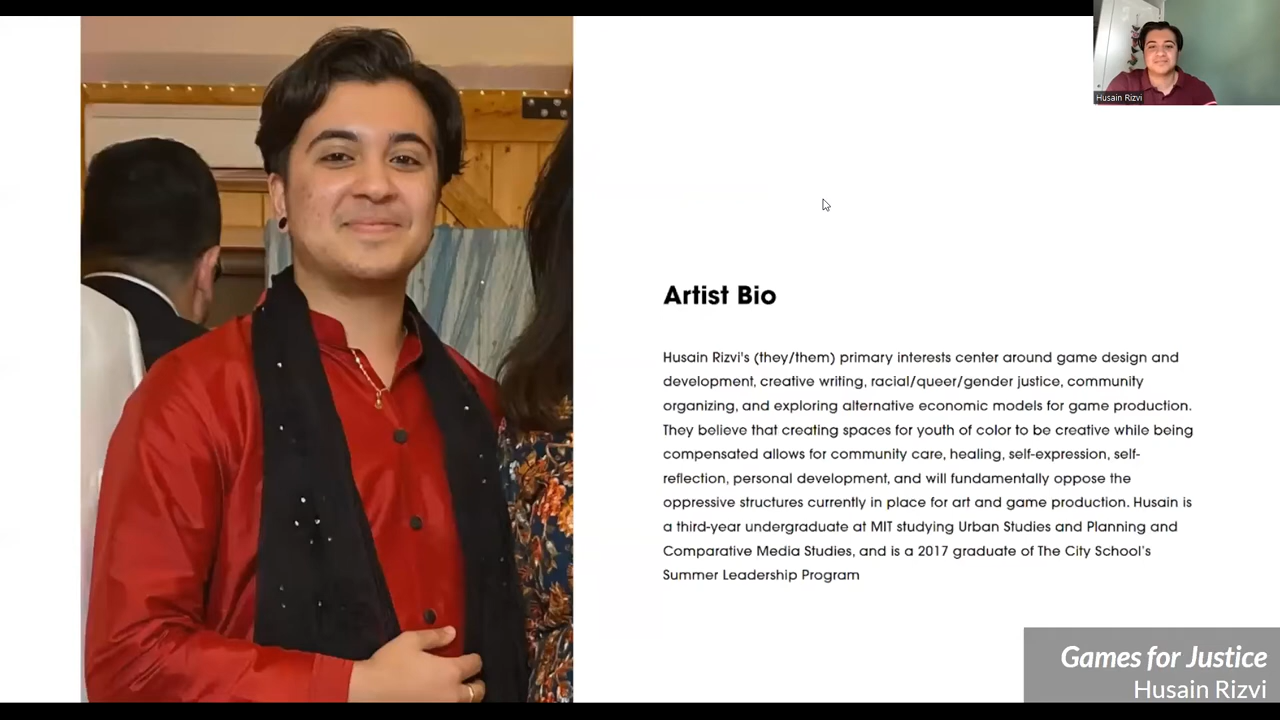 Husain Rizvi
Artist Bio
Husain Rizvi's (they/them) primary interests center around game design and
development, creative writing, racial/queer/gender justice, community
organizing, and exploring alternative economic models for game production.
They believe that creating spaces for youth of color to be creative while being
compensated allows for community care, healing, self-expression, self-
reflection, personal development, and will fundamentally oppose the
oppressive structures currently in place for art and game production. Husain is
a third-year undergraduate at MIT studying Urban Studies and Planning and
Comparative Media Studies, and is a 2017 graduate of The City School's
Summer Leadership Program
Games for Justice
Husain Rizvi